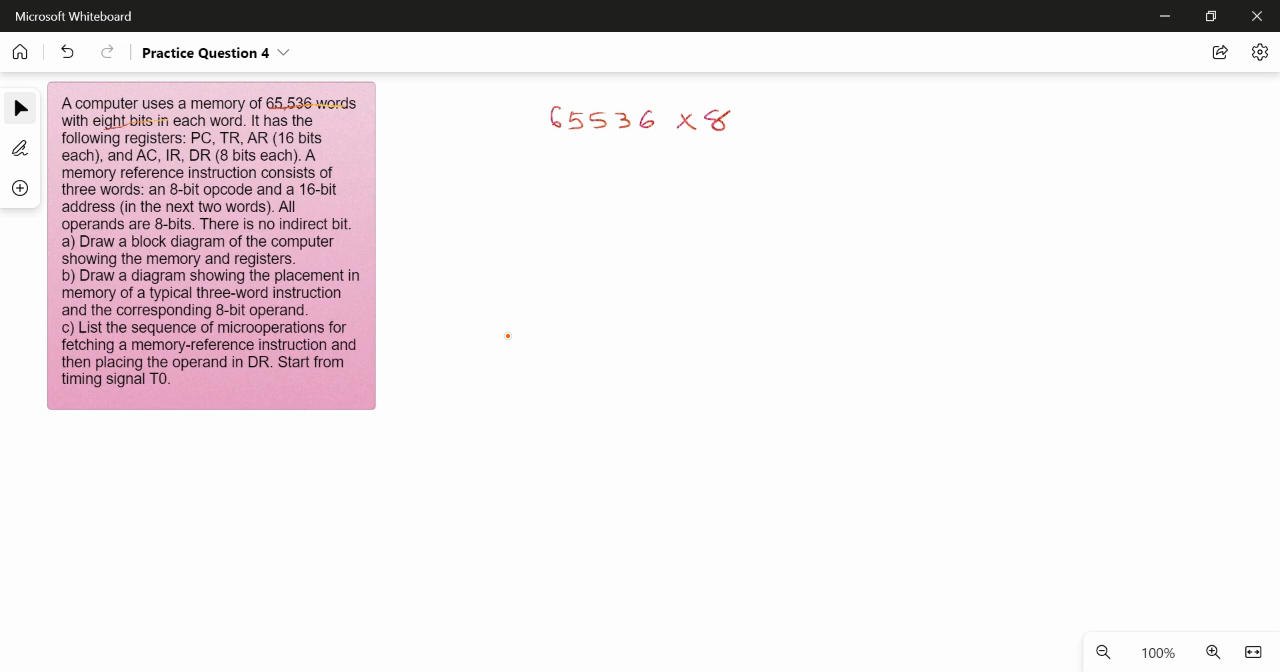 Microsoft Whiteboard
Practice Question 4
A computer uses a memory of 65,536 words
with eight bits in each word. It has the
following registers: PC, TR, AR (16 bits
each), and AC, IR, DR (8 bits each). A
memory reference instruction consists of
three words: an 8-bit opcode and a 16-bit
address (in the next two words). All
operands are 8-bits. There is no indirect bit.
a) Draw a block diagram of the computer
showing the memory and registers.
b) Draw a diagram showing the placement in
memory of a typical three-word instruction
and the corresponding 8-bit operand.
c) List the sequence of microoperations for
fetching a memory-reference instruction and
then placing the operand in DR. Start from
timing signal T0.
65536 × 8
100%